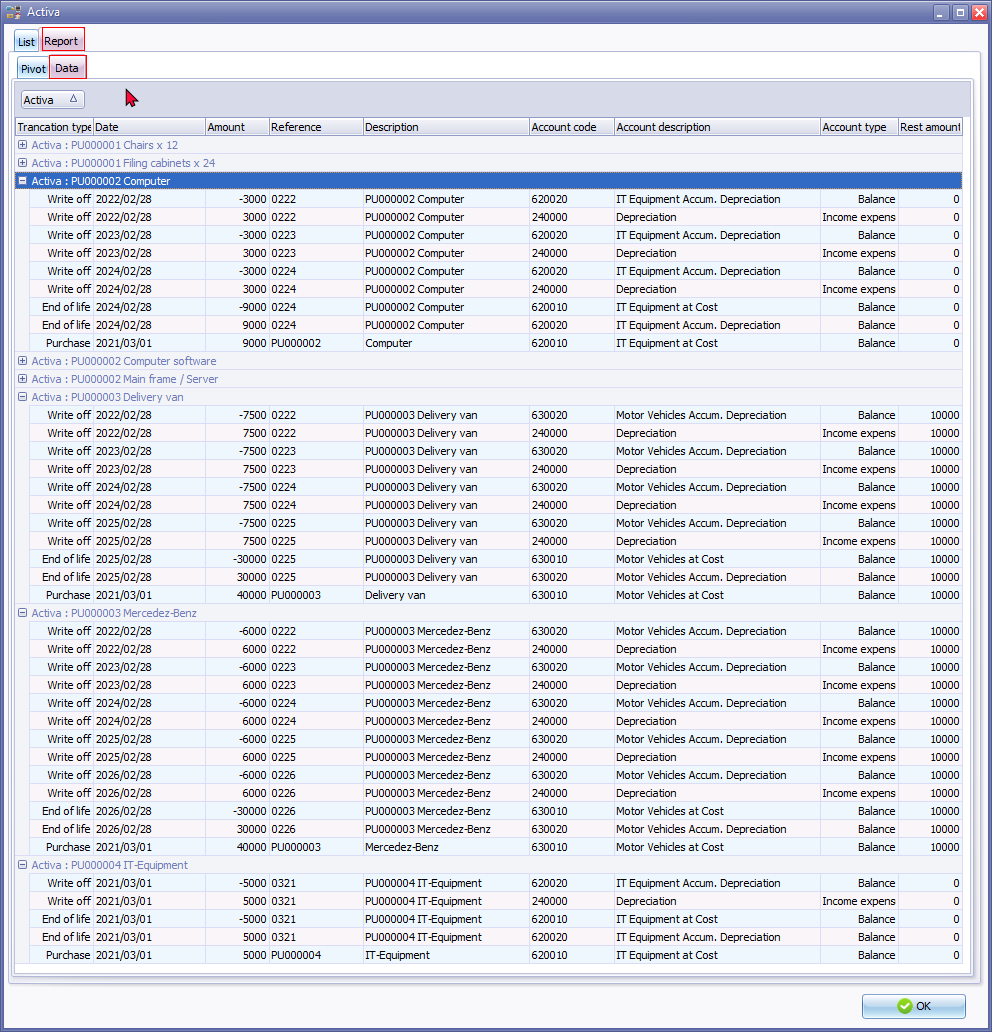 Activa
List Report
Pivot Data
Activa
Trancation type Date Amount Reference Description Account code Account description Account type Rest amount
Activa : PU000001 Chairs x 12
Activa : PU000001 Filing cabinets x 24
Activa : PU000002 Computer
Write off 2022/02/28 -3000 0222 PU000002 Computer 620020 IT Equipment Accum. Depreciation Balance 0
Write off 2022/02/28 3000 0222 PU000002 Computer 240000 Depreciation Income expens 0
Write off 2023/02/28 -3000 0223 PU000002 Computer 620020 IT Equipment Accum. Depreciation Balance 0
Write off 2023/02/28 3000 0223 PU000002 Computer 240000 Depreciation Income expens 0
Write off 2024/02/28 -3000 0224 PU000002 Computer 620020 IT Equipment Accum. Depreciation Balance 0
Write off 2024/02/28 3000 0224 PU000002 Computer 240000 Depreciation Income expens 0
End of life 2024/02/28 -9000 0224 PU000002 Computer 620010 IT Equipment at Cost Balance 0
End of life 2024/02/28 9000 0224 PU000002 Computer 620020 IT Equipment Accum. Depreciation Balance 0
Purchase 2021/03/01 9000 PU000002 Computer 620010 IT Equipment at Cost Balance 0
Activa : PU000002 Computer software
Activa : PU000002 Main frame / Server
Activa : PU000003 Delivery van
Write off 2022/02/28 -7500 0222 PU000003 Delivery van 630020 Motor Vehicles Accum. Depreciation Balance 10000
Write off 2022/02/28 7500 0222 PU000003 Delivery van 240000 Depreciation Income expens 10000
Write off 2023/02/28 -7500 0223 PU000003 Delivery van 630020 Motor Vehicles Accum. Depreciation Balance 10000
Write off 2023/02/28 7500 0223 PU000003 Delivery van 240000 Depreciation Income expens 10000
Write off 2024/02/28 -7500 0224 PU000003 Delivery van 630020 Motor Vehicles Accum. Depreciation Balance 10000
Write off 2024/02/28 7500 0224 PU000003 Delivery van 240000 Depreciation Income expens 10000
Write off 2025/02/28 -7500 0225 PU000003 Delivery van 630020 Motor Vehicles Accum. Depreciation Balance 10000
Write off 2025/02/28 7500 0225 PU000003 Delivery van 240000 Depreciation Income expens 10000
End of life 2025/02/28 -30000 0225 PU000003 Delivery van 630010 Motor Vehicles at Cost Balance 10000
End of life 2025/02/28 30000 0225 PU000003 Delivery van 630020 Motor Vehicles Accum. Depreciation Balance 10000
Purchase 2021/03/01 40000 PU000003 Delivery van 630010 Motor Vehicles at Cost Balance 10000
Activa : PU000003 Mercedez-Benz
Write off 2022/02/28 -6000 0222 PU000003 Mercedez-Benz 630020 Motor Vehicles Accum. Depreciation Balance 10000
Write off 2022/02/28 6000 0222 PU000003 Mercedez-Benz 240000 Depreciation Income expens 10000
Write off 2023/02/28 -6000 0223 PU000003 Mercedez-Benz 630020 Motor Vehicles Accum. Depreciation Balance 10000
Write off 2023/02/28 6000 0223 PU000003 Mercedez-Benz 240000 Depreciation Income expens 10000
Write off 2024/02/28 -6000 0224 PU000003 Mercedez-Benz 630020 Motor Vehicles Accum. Depreciation Balance 10000
Write off 2024/02/28 6000 0224 PU000003 Mercedez-Benz 240000 Depreciation Income expens 10000
Write off 2025/02/28 -6000 0225 PU000003 Mercedez-Benz 630020 Motor Vehicles Accum. Depreciation Balance 10000
Write off 2025/02/28 6000 0225 PU000003 Mercedez-Benz 240000 Depreciation Income expens 10000
Write off 2026/02/28 -6000 0226 PU000003 Mercedez-Benz 630020 Motor Vehicles Accum. Depreciation Balance 10000
Write off 2026/02/28 6000 0226 PU000003 Mercedez-Benz 240000 Depreciation Income expens 10000
End of life 2026/02/28 -30000 0226 PU000003 Mercedez-Benz 630010 Motor Vehicles at Cost Balance 10000
End of life 2026/02/28 30000 0226 PU000003 Mercedez-Benz 630020 Motor Vehicles Accum. Depreciation Balance 10000
Purchase 2021/03/01 40000 PU000003 Mercedez-Benz 630010 Motor Vehicles at Cost Balance 10000
Activa : PU000004 IT-Equipment
Write off 2021/03/01 -5000 0321 PU000004 IT-Equipment 620020 IT Equipment Accum. Depreciation Balance 0
Write off 2021/03/01 5000 0321 PU000004 IT-Equipment 240000 Depreciation Income expens 0
End of life 2021/03/01 -5000 0321 PU000004 IT-Equipment 620010 IT Equipment at Cost Balance 0
End of life 2021/03/01 5000 0321 PU000004 IT-Equipment 620020 IT Equipment Accum. Depreciation Balance 0
Purchase 2021/03/01 5000 PU000004 IT-Equipment 620010 IT Equipment at Cost Balance 0
OK